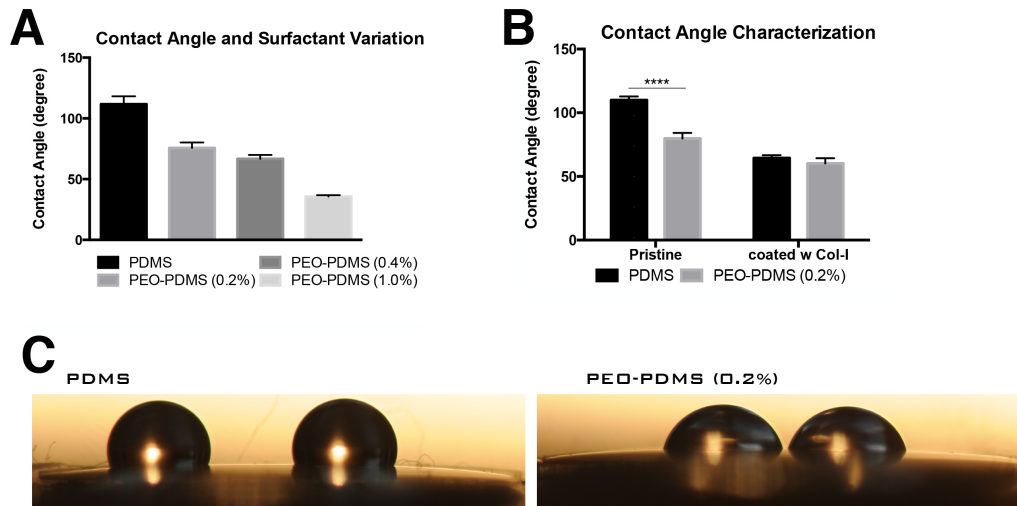 A
Contact Angle and Surfactant Variation
Contact Angle (degree)
150
100
50
0
PDMS
PEO-PDMS (0.4%)
PEO-PDMS (0.2%)
PEO-PDMS (1.0%)
B
Contact Angle Characterization
Contact Angle (degree)
150
100
50
0
****
Pristine
coated w Col-I
PDMS
PEO-PDMS (0.2%)
C
PDMS
PEO-PDMS (0.2%)